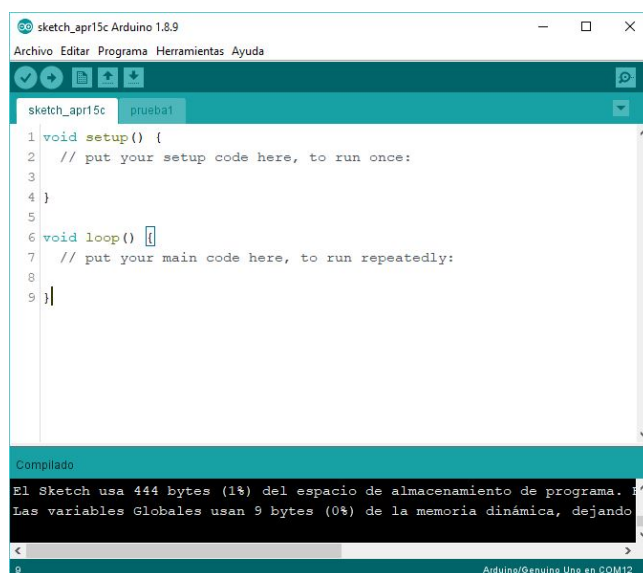 sketch_apr15c Arduino 1.8.9
Archivo Editar Programa Herramientas Ayuda
sketch_apr15c prueba1
1 void setup() {
2 // put your setup code here, to run once:
3
4 }
5
6 void loop() {
7 // put your main code here, to run repeatedly:
8
9 }
Compilado
El Sketch usa 444 bytes (1%) del espacio de almacenamiento de programa.
Las variables Globales usan 9 bytes (0%) de la memoria dinámica, dejando
9 Arduino/Genuino Uno en COM12